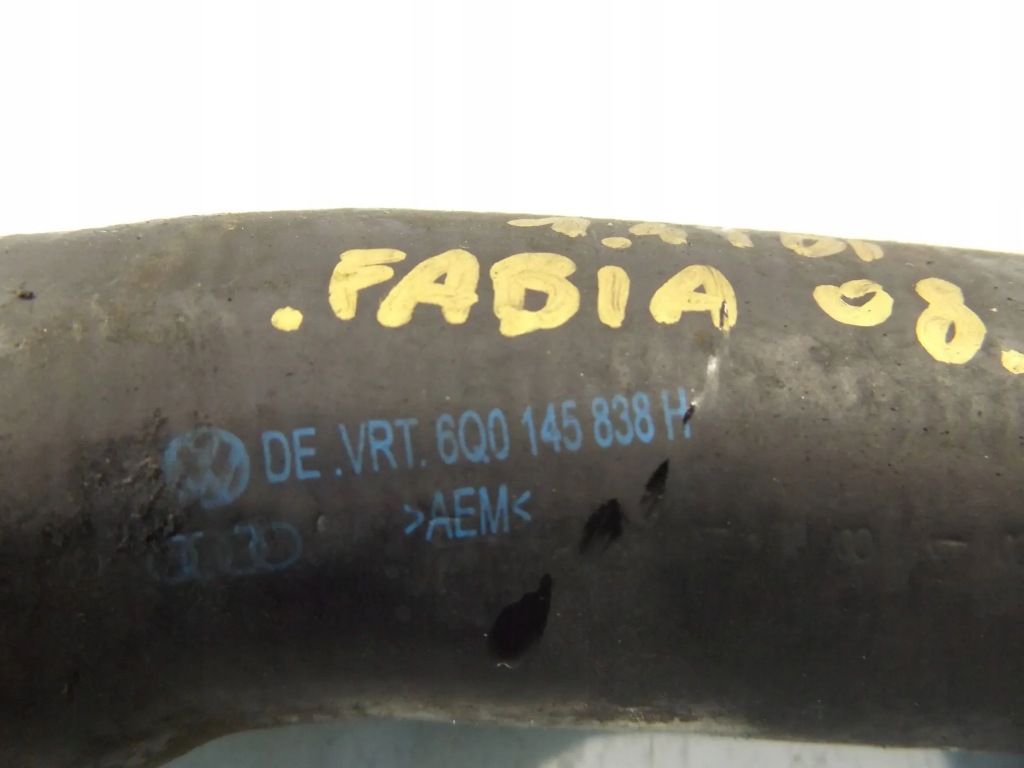 .FABIA 08.
DE .VRT. 6Q0 145 838 H
>AEM<